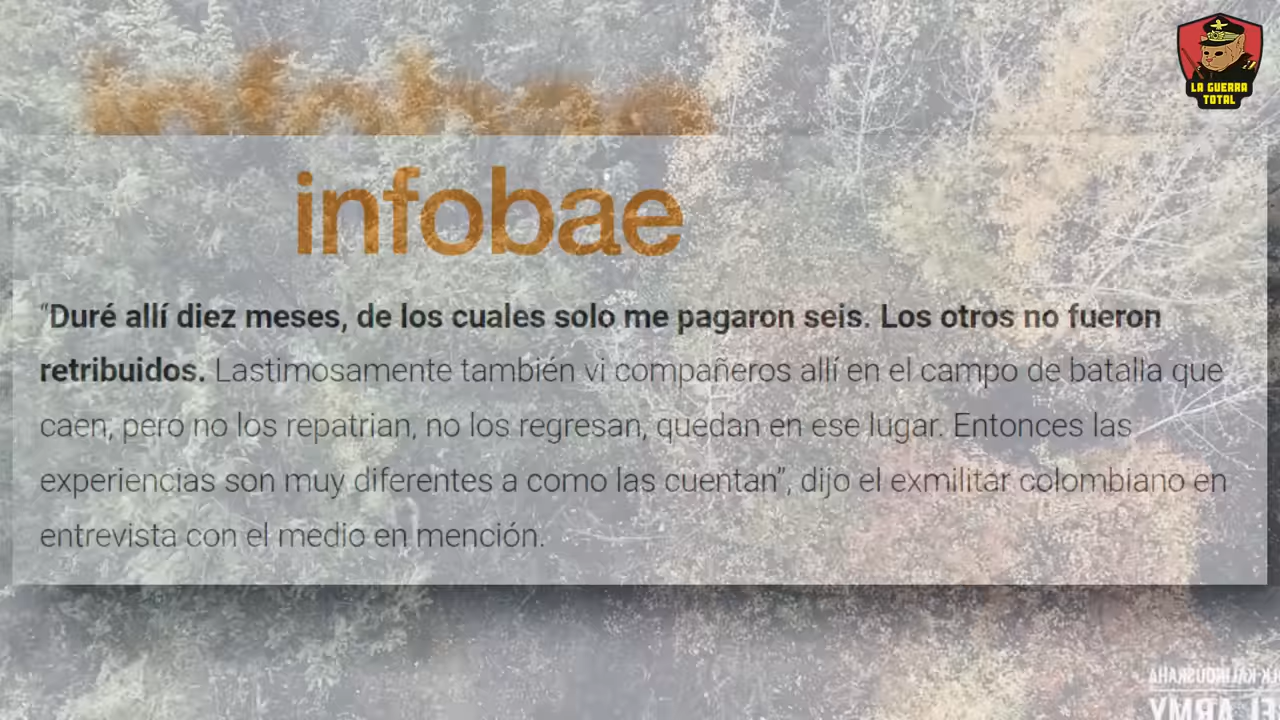 LA GUERRA
TOTAL
infobae
“Duré allí diez meses, de los cuales solo me pagaron seis. Los otros no fueron
retribuidos. Lastimosamente también vi compañeros allí en el campo de batalla que
caen, pero no los repatrian, no los regresan, quedan en ese lugar. Entonces las
experiencias son muy diferentes a como las cuentan”, dijo el exmilitar colombiano en
entrevista con el medio en mención.